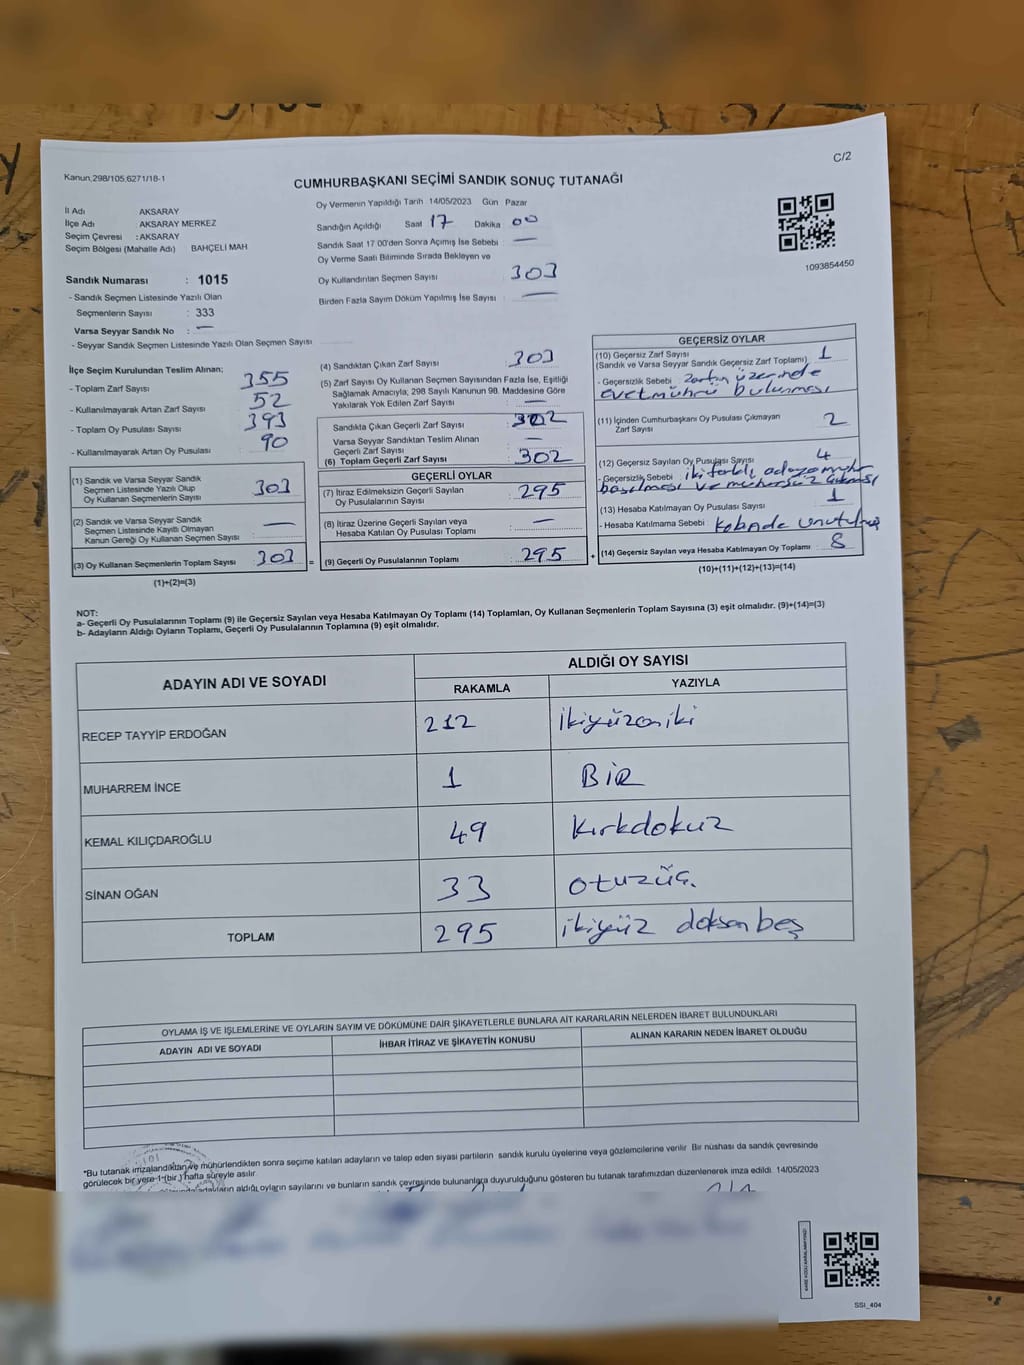 C/2
Kanun,298/105,6271/18-1
CUMHURBAŞKANI SEÇİMİ SANDIK SONUÇ TUTANAĞI
İl Adı AKSARAY
İlçe Adı : AKSARAY MERKEZ
Seçim Çevresi : AKSARAY
Seçim Bölgesi (Mahalle Adı) BAHÇELİ MAH
Oy Vermenin Yapıldığı Tarih 14/05/2023 Gün Pazar
Sandığın Açıldığı Saat 17 Dakika 00
Sandık Saat 17 00'den Sonra Açımış İse Sebebi : —
Oy Verme Saati Bitiminde Sırada Bekleyen ve
Oy Kullandırılan Seçmen Sayısı 303
Birden Fazla Sayım Döküm Yapılmış İse Sayısı : —
1093854450
Sandık Numarası : 1015
- Sandık Seçmen Listesinde Yazılı Olan
Seçmenlerin Sayısı : 333
Varsa Seyyar Sandık No : —
- Seyyar Sandık Seçmen Listesinde Yazılı Olan Seçmen Sayısı
İlçe Seçim Kurulundan Teslim Alınan;
- Toplam Zarf Sayısı 355
- Kullanılmayarak Artan Zarf Sayısı 52
- Toplam Oy Pusulası Sayısı 393
- Kullanılmayarak Artan Oy Pusulası 90
(1) Sandık ve Varsa Seyyar Sandık
Seçmen Listesinde Yazılı Olup
Oy Kullanan Seçmenlerin Sayısı 303
(2) Sandık ve Varsa Seyyar Sandık
Seçmen Listesinde Kayıtlı Olmayan
Kanun Gereği Oy Kullanan Seçmen Sayısı : —
(3) Oy Kullanan Seçmenlerin Toplam Sayısı 303 =
(1)+(2)=(3)
(4) Sandıktan Çıkan Zarf Sayısı 303
(5) Zarf Sayısı Oy Kullanan Seçmen Sayısından Fazla İse, Eşitliği
Sağlamak Amacıyla, 298 Sayılı Kanunun 98. Maddesine Göre
Yakılarak Yok Edilen Zarf Sayısı : —
Sandıkta Çıkan Geçerli Zarf Sayısı : 302
Varsa Seyyar Sandıktan Teslim Alınan
Geçerli Zarf Sayısı : —
(6) Toplam Geçerli Zarf Sayısı : 302
GEÇERLİ OYLAR
(7) İtiraz Edilmeksizin Geçerli Sayılan
Oy Pusulalarının Sayısı : 295
(8) İtiraz Üzerine Geçerli Sayılan veya
Hesaba Katılan Oy Pusulası Toplamı : —
(9) Geçerli Oy Pusulalarının Toplamı : 295 +
GEÇERSİZ OYLAR
(10) Geçersiz Zarf Sayısı : 1
(Sandık ve Varsa Seyyar Sandık Geçersiz Zarf Toplamı)
- Geçersizlik Sebebi Zarfın üzerinde
evet mührü bulunması
(11) İçinden Cumhurbaşkanı Oy Pusulası Çıkmayan
Zarf Sayısı 2
(12) Geçersiz Sayılan Oy Pusulası Sayısı 4
- Geçersizlik Sebebi : iki farklı adaya mühür
basılması ve mühürsüz çıkması
(13) Hesaba Katılmayan Oy Pusulası Sayısı 1
- Hesaba Katılmama Sebebi kabinde unutulmuş
(14) Geçersiz Sayılan veya Hesaba Katılmayan Oy Toplamı : 8
(10)+(11)+(12)+(13)=(14)
NOT:
a- Geçerli Oy Pusulalarının Toplamı (9) ile Geçersiz Sayılan veya Hesaba Katılmayan Oy Toplamı (14) Toplamları, Oy Kullanan Seçmenlerin Toplam Sayısına (3) eşit olmalıdır. (9)+(14)=(3)
b- Adayların Aldığı Oyların Toplamı, Geçerli Oy Pusulalarının Toplamına (9) eşit olmalıdır.
ADAYIN ADI VE SOYADI ALDIĞI OY SAYISI
RAKAMLA YAZIYLA
RECEP TAYYİP ERDOĞAN 212 ikiyüzoniki
MUHARREM İNCE 1 BİR
KEMAL KILIÇDAROĞLU 49 kırkdokuz
SİNAN OĞAN 33 otuzüç.
TOPLAM 295 ikiyüz doksan beş
OYLAMA İŞ VE İŞLEMLERİNE VE OYLARIN SAYIM VE DÖKÜMÜNE DAİR ŞİKAYETLERLE BUNLARA AİT KARARLARIN NELERDEN İBARET BULUNDUKLARI
ADAYIN ADI VE SOYADI İHBAR İTİRAZ VE ŞİKAYETİN KONUSU ALINAN KARARIN NEDEN İBARET OLDUĞU
*Bu tutanak imzalandıktan ve mühürlendikten sonra seçime katılan adayların ve talep eden siyasi partilerin sandık kurulu üyelerine veya gözlemcilerine verilir Bir nüshası da sandık çevresinde
görülecek bir yere 1 (bir ) hafta süreyle asılır.
adayların aldığı oyların sayılarını ve bunların sandık çevresinde bulunanlara duyurulduğunu gösteren bu tutanak tarafımızdan düzenlenerek imza edildi. 14/05/2023
SSI_404